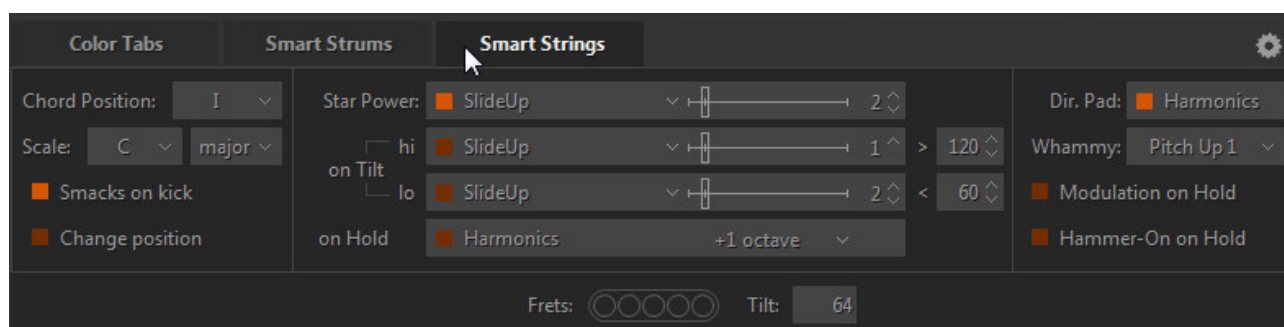 Color Tabs Smart Strums Smart Strings
Chord Position: I Star Power: SlideUp 2 Dir. Pad: Harmonics
Scale: C major hi SlideUp 1 > 120 Whammy: Pitch Up 1
on Tilt
Smacks on kick lo SlideUp 2 < 60 Modulation on Hold
Change position on Hold Harmonics +1 octave Hammer-On on Hold
Frets: Tilt: 64